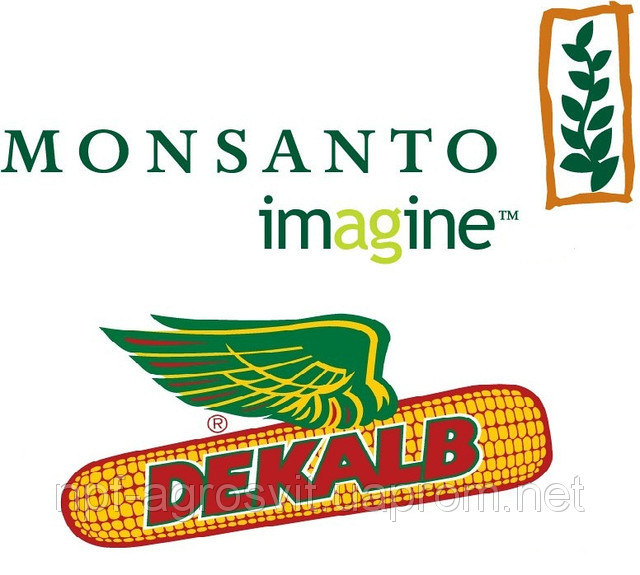 MONSANTO
imagine™
®
DEKALB
npf-agrosvit.uaprom.net